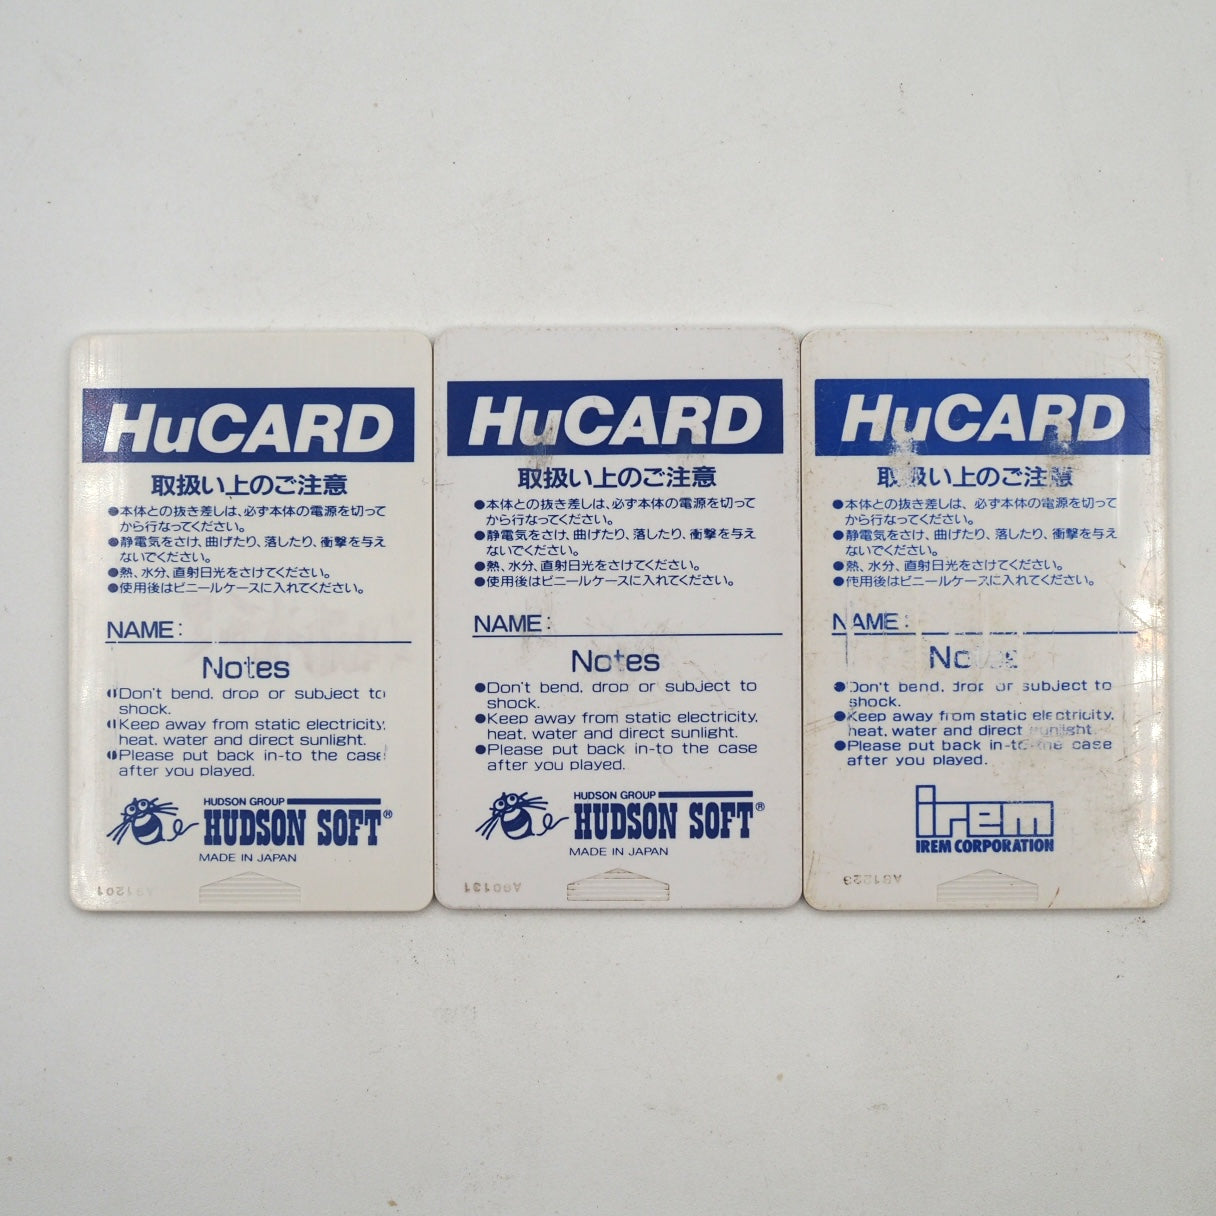 HuCARD
取扱い上のご注意
●本体との抜き差しは、必ず本体の電源を切って
から行なってください。
●静電気をさけ、曲げたり、落したり、衝撃を与え
ないでください。
●熱、水分、直射日光をさけてください。
●使用後はビニールケースに入れてください。
NAME:
Notes
Don't bend, drop or subject to
shock.
Keep away from static electricity,
heat, water and direct sunlight.
Please put back in-to the case
after you played.
HUDSON GROUP
HUDSON SOFT®
MADE IN JAPAN
A91201
HuCARD
取扱い上のご注意
●本体との抜き差しは、必ず本体の電源を切って
から行なってください。
●静電気をさけ、曲げたり、落したり、衝撃を与え
ないでください。
●熱、水分、直射日光をさけてください。
●使用後はビニールケースに入れてください。
NAME:
Notes
●Don't bend, drop or subject to
shock.
●Keep away from static electricity,
heat, water and direct sunlight.
●Please put back in-to the case
after you played.
HUDSON GROUP
HUDSON SOFT®
MADE IN JAPAN
A90131
HuCARD
取扱い上のご注意
●本体との抜き差しは、必ず本体の電源を切って
から行なってください。
●静電気をさけ、曲げたり、落したり、衝撃を与え
ないでください。
●熱、水分、直射日光をさけてください。
●使用後はビニールケースに入れてください。
NAME:
●Don't bend, drop or subject to
shock.
●Keep away from static electricity,
heat, water and direct sunlight.
●Please put back in-to the case
after you played.
irem
IREM CORPORATION